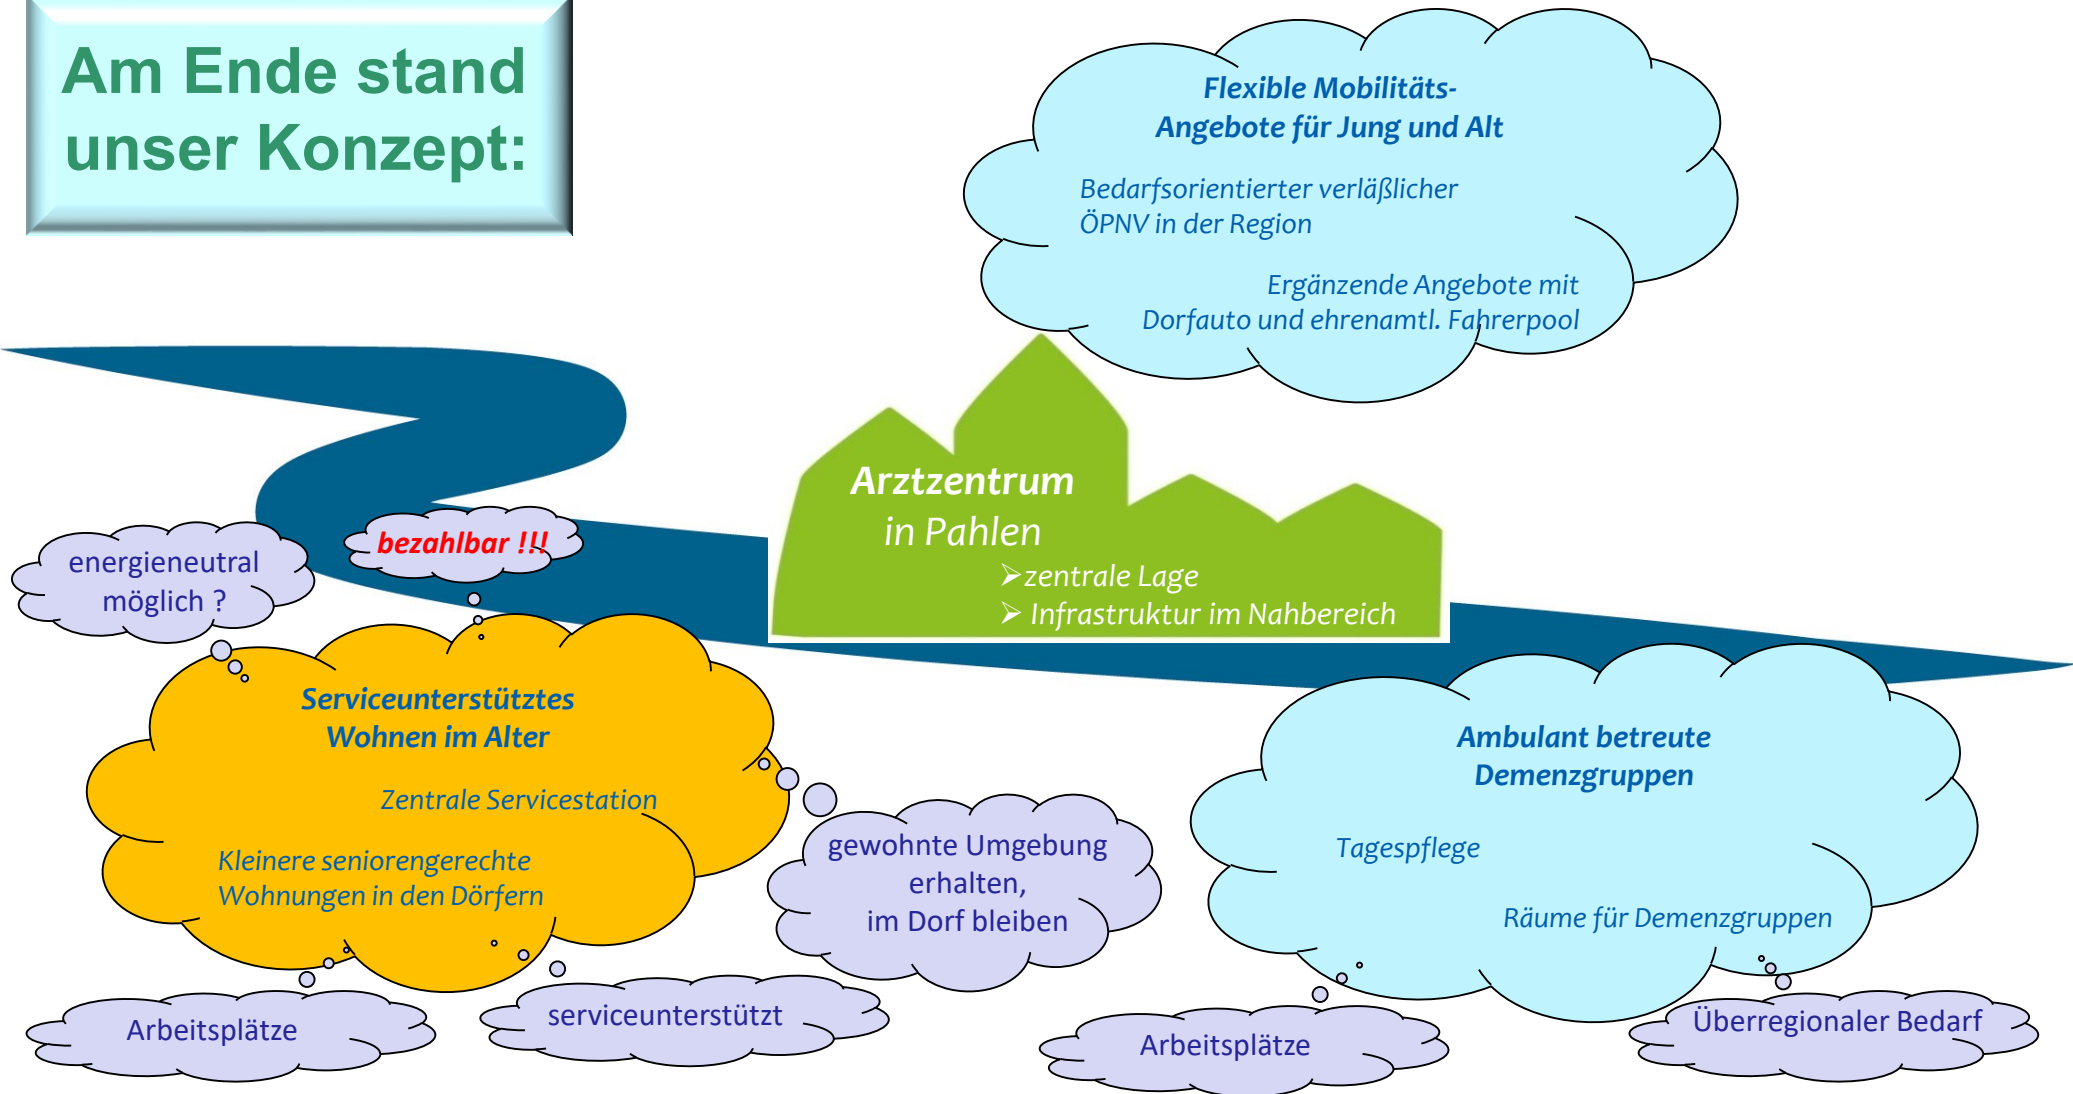 Am Ende stand
unser Konzept:
Flexible Mobilitäts-
Angebote für Jung und Alt
Bedarfsorientierter verläßlicher
ÖPNV in der Region
Ergänzende Angebote mit
Dorfauto und ehrenamtl. Fahrerpool
Arztzentrum
in Pahlen
➢zentrale Lage
➢ Infrastruktur im Nahbereich
energieneutral
möglich ?
bezahlbar !!!
Serviceunterstütztes
Wohnen im Alter
Zentrale Servicestation
Kleinere seniorengerechte
Wohnungen in den Dörfern
gewohnte Umgebung
erhalten,
im Dorf bleiben
Arbeitsplätze
serviceunterstützt
Ambulant betreute
Demenzgruppen
Tagespflege
Räume für Demenzgruppen
Arbeitsplätze
Überregionaler Bedarf